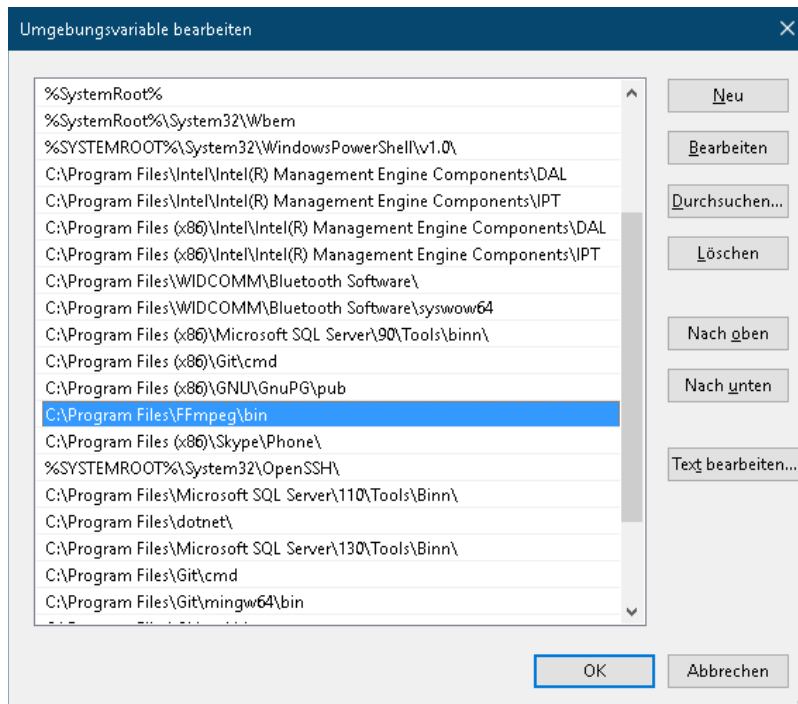 Umgebungsvariable bearbeiten
%SystemRoot%
%SystemRoot%\System32\Wbem
%SYSTEMROOT%\System32\WindowsPowerShell\v1.0\
C:\Program Files\Intel\Intel(R) Management Engine Components\DAL
C:\Program Files\Intel\Intel(R) Management Engine Components\IPT
C:\Program Files (x86)\Intel\Intel(R) Management Engine Components\DAL
C:\Program Files (x86)\Intel\Intel(R) Management Engine Components\IPT
C:\Program Files\WIDCOMM\Bluetooth Software\
C:\Program Files\WIDCOMM\Bluetooth Software\syswow64
C:\Program Files (x86)\Microsoft SQL Server\90\Tools\binn\
C:\Program Files (x86)\Git\cmd
C:\Program Files (x86)\GNU\GnuPG\pub
C:\Program Files\FFmpeg\bin
C:\Program Files (x86)\Skype\Phone\
%SYSTEMROOT%\System32\OpenSSH\
C:\Program Files\Microsoft SQL Server\110\Tools\Binn\
C:\Program Files\dotnet\
C:\Program Files\Microsoft SQL Server\130\Tools\Binn\
C:\Program Files\Git\cmd
C:\Program Files\Git\mingw64\bin
Neu
Bearbeiten
Durchsuchen...
Löschen
Nach oben
Nach unten
Text bearbeiten...
OK
Abbrechen